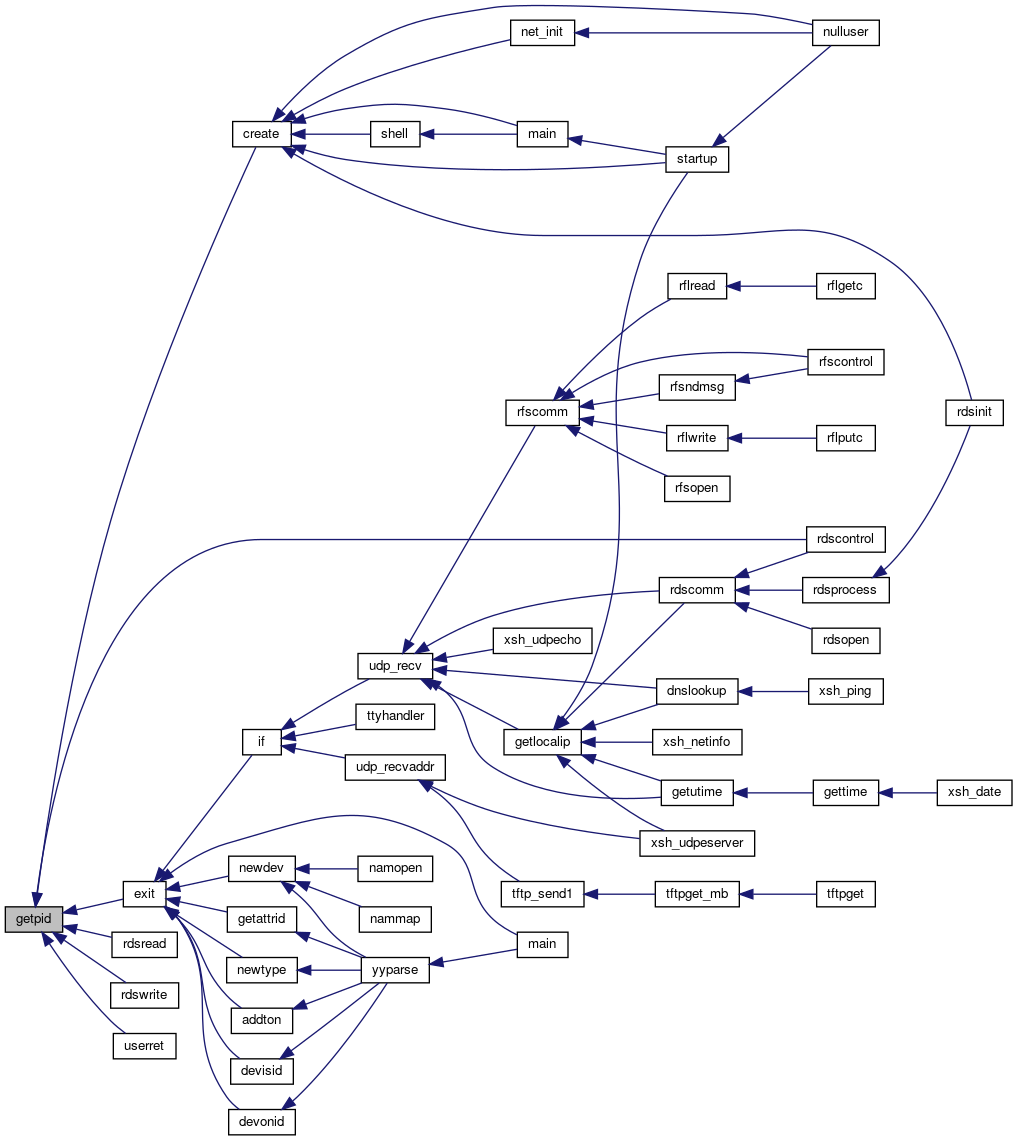 net_init
nulluser
create
shell
main
startup
rflread
rflgetc
rfscontrol
rfsndmsg
rfscomm
rdsinit
rflwrite
rflputc
rfsopen
rdscontrol
rdscomm
rdsprocess
xsh_udpecho
rdsopen
udp_recv
dnslookup
xsh_ping
ttyhandler
if
getlocalip
xsh_netinfo
udp_recvaddr
getutime
gettime
xsh_date
xsh_udpeserver
newdev
namopen
exit
tftp_send1
tftpget_mb
tftpget
getpid
getattrid
nammap
rdsread
main
newtype
yyparse
rdswrite
addton
userret
devisid
devonid